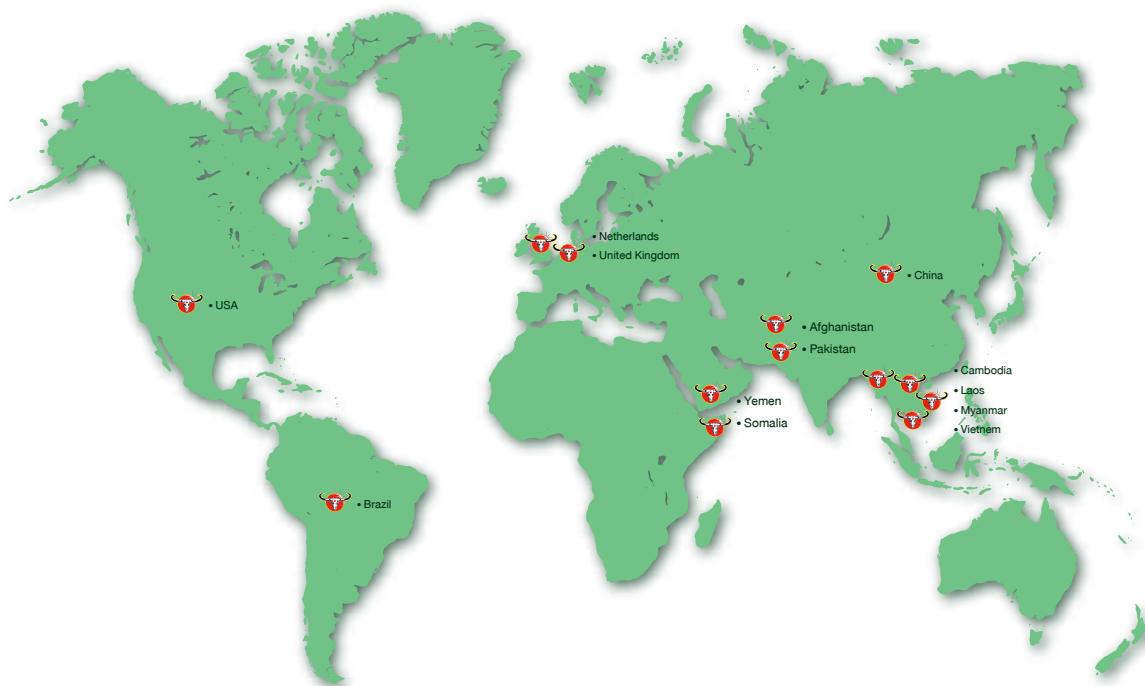 • Netherlands
• United Kingdom
• China
• USA
• Afghanistan
• Pakistan
• Cambodia
• Laos
• Yemen
• Myanmar
• Somalia
• Vietnem
• Brazil